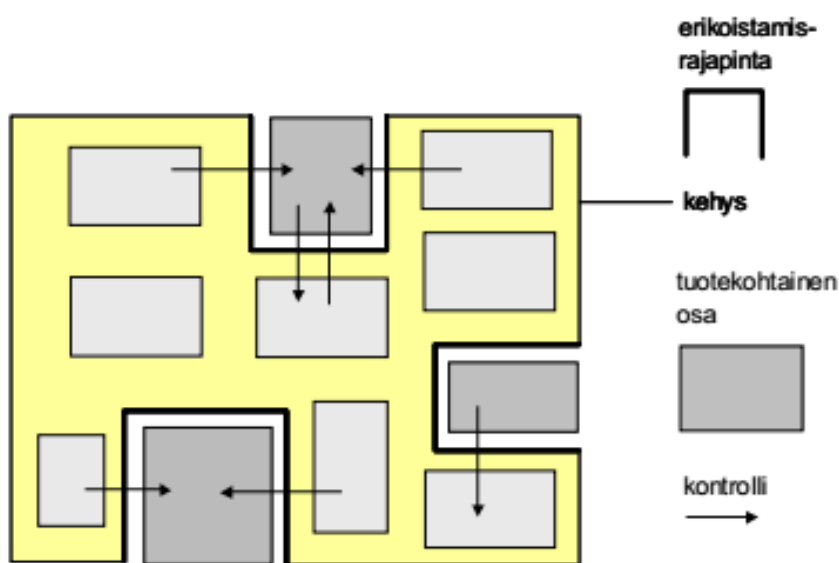 erikoistamis-
rajapinta
kehys
tuotekohtainen
osa
kontrolli